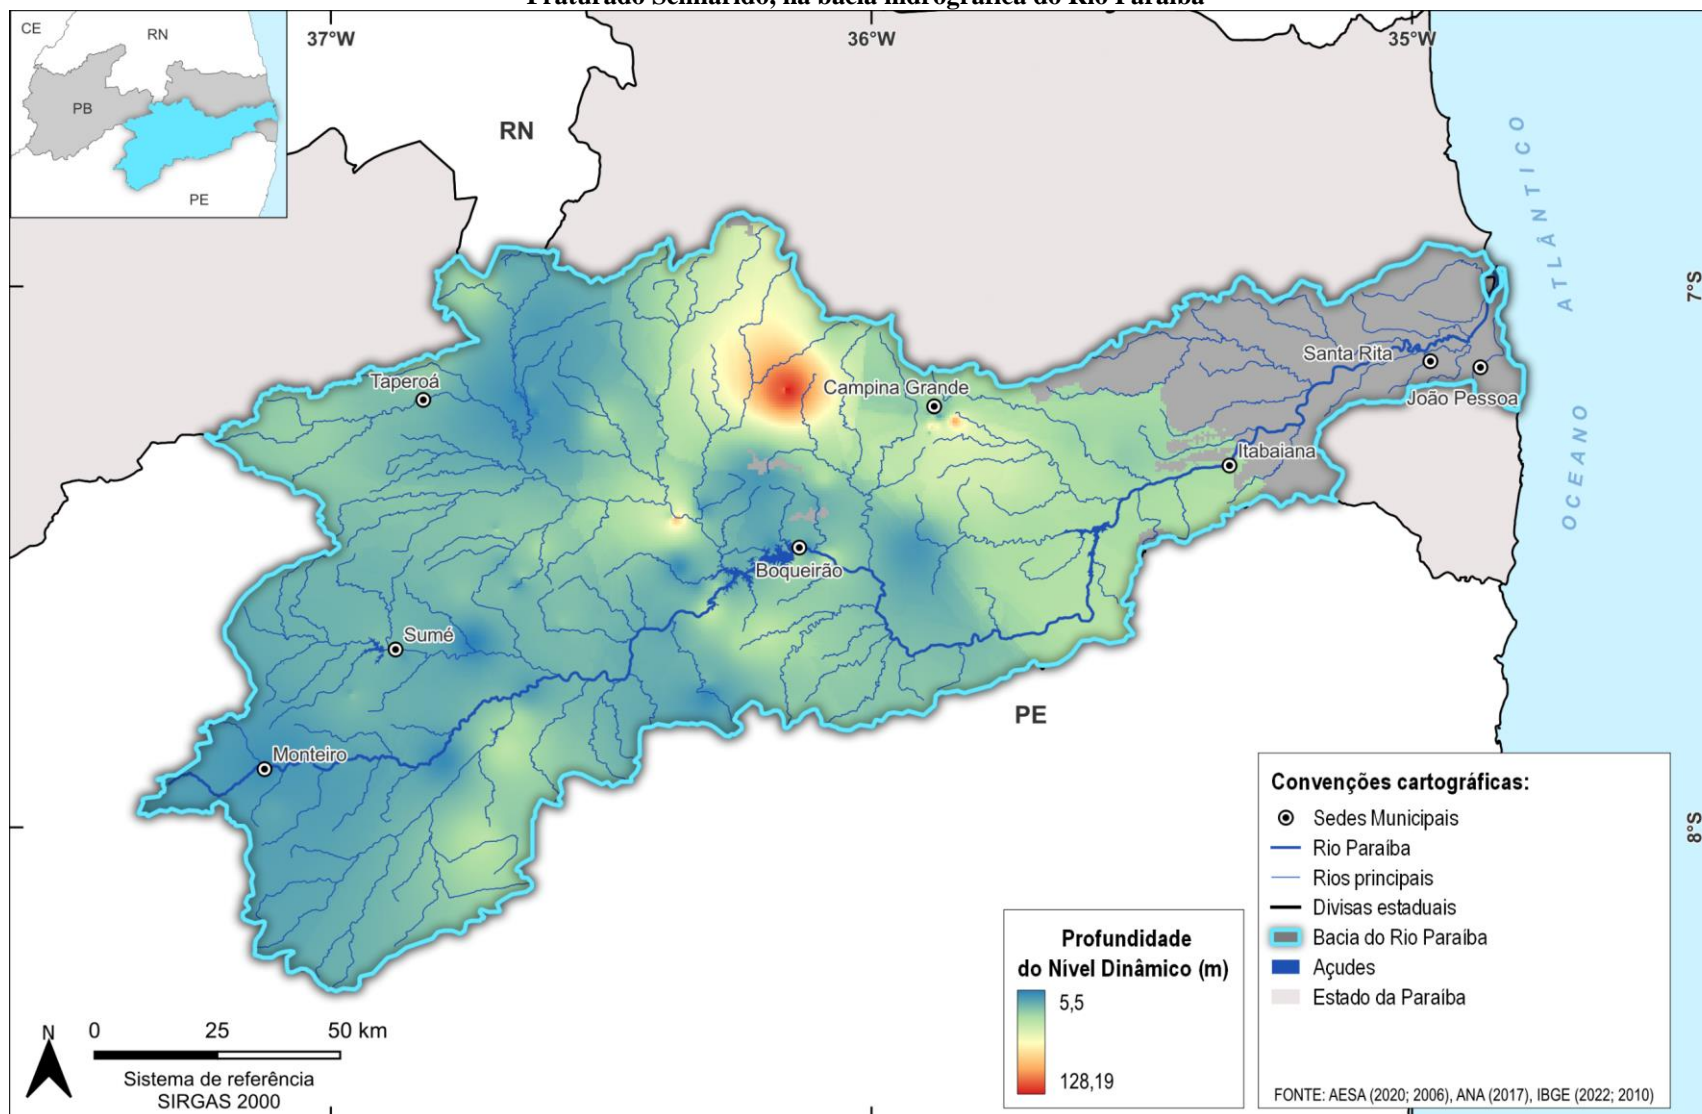 Fraturado Semiárido, na bacia hidrográfica do Rio Paraíba
CE
RN
PB
PE
37°W
36°W
35°W
RN
7°S
ATLÂNTICO
OCEANO
Taperoá
Campina Grande
Santa Rita
João Pessoa
Itabaiana
Boqueirão
Sumé
Monteiro
PE
8°S
Convenções cartográficas:
Sedes Municipais
Rio Paraíba
Rios principais
Divisas estaduais
Bacia do Rio Paraíba
Açudes
Estado da Paraíba
FONTE: AESA (2020; 2006), ANA (2017), IBGE (2022; 2010)
Profundidade
do Nível Dinâmico (m)
5,5
128,19
N
0 25 50 km
Sistema de referência
SIRGAS 2000